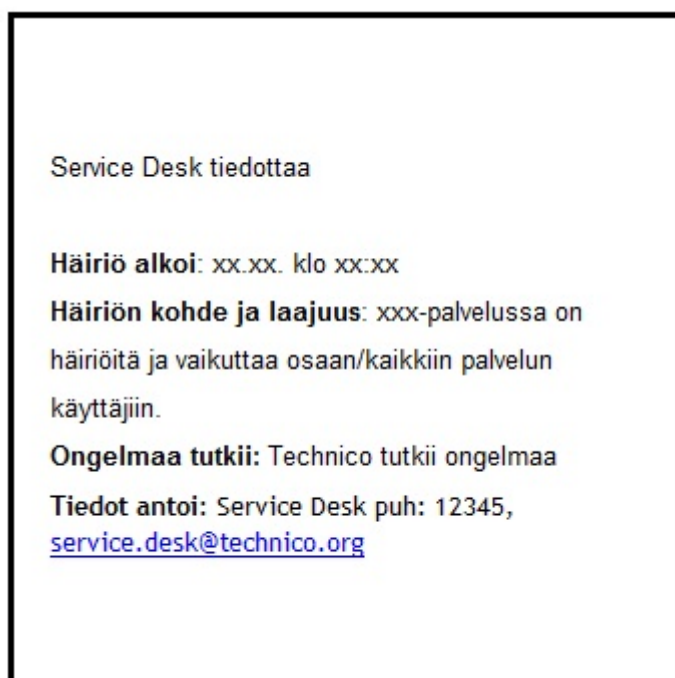 Service Desk tiedottaa
Häiriö alkoi: xx.xx. klo xx:xx
Häiriön kohde ja laajuus: xxx-palvelussa on
häiriöitä ja vaikuttaa osaan/kaikkiin palvelun
käyttäjiin.
Ongelmaa tutkii: Technico tutkii ongelmaa
Tiedot antoi: Service Desk puh: 12345,
service.desk@technico.org